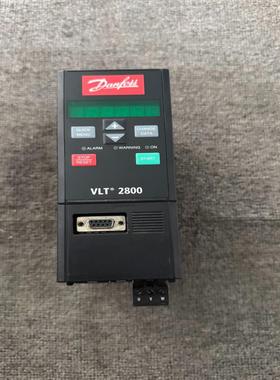 Danfoss
QUICK MENU
CHANGE DATA
ALARM WARNING ON
STOP RESET
START
VLT® 2800
U V W